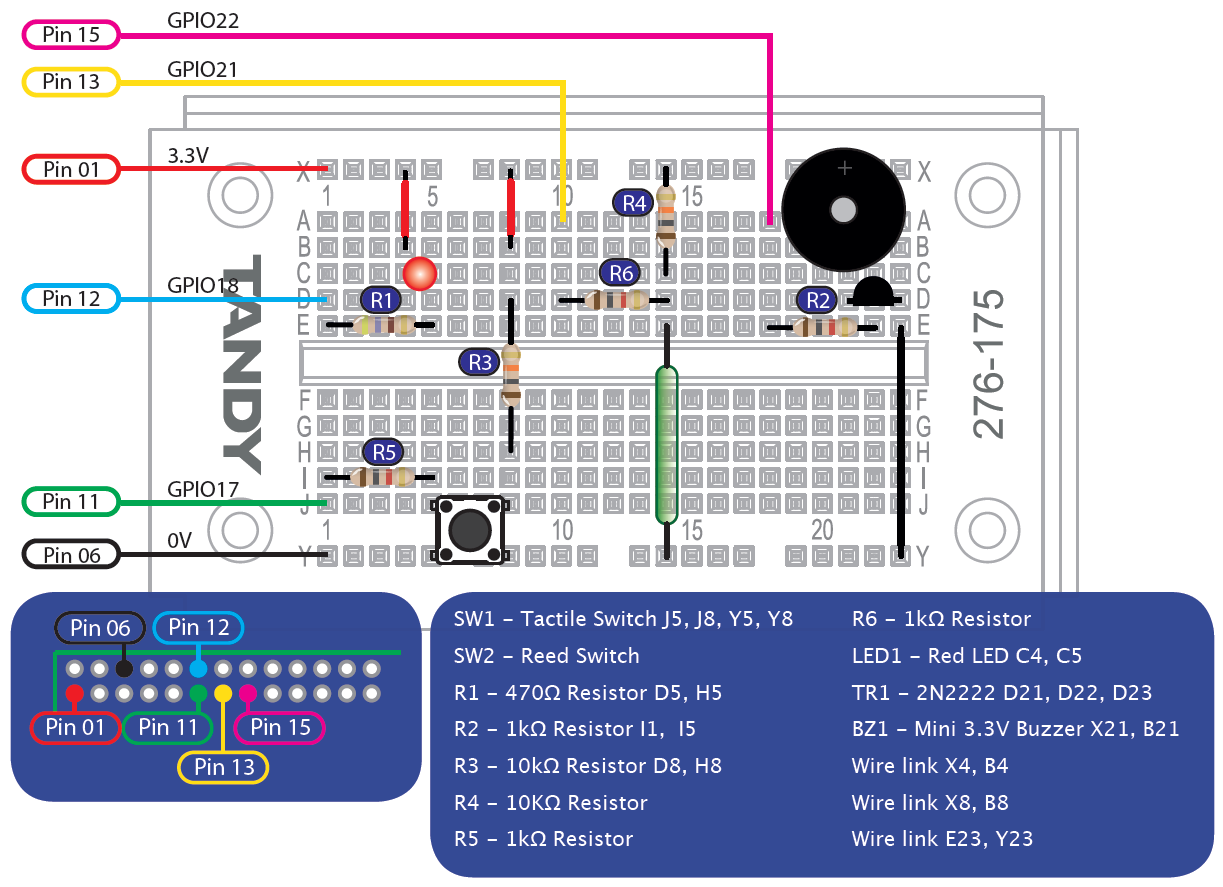 Pin 15 GPIO22
Pin 13 GPIO21
Pin 01 3.3V
X X
1 5 10 15
R4
A A
B B
C C
R6
Pin 12 GPIO18
D D
R1 R2
E E
TANDY
276-175
R3
F F
G G
H H
R5
I I
Pin 11 GPIO17
J J
1 10 15 20
Pin 06 0V
Y Y
+
Pin 06 Pin 12
Pin 01 Pin 11 Pin 15
Pin 13
SW1 – Tactile Switch J5, J8, Y5, Y8
SW2 – Reed Switch
R1 – 470Ω Resistor D5, H5
R2 – 1kΩ Resistor I1, I5
R3 – 10kΩ Resistor D8, H8
R4 – 10KΩ Resistor
R5 – 1kΩ Resistor
R6 – 1kΩ Resistor
LED1 – Red LED C4, C5
TR1 – 2N2222 D21, D22, D23
BZ1 – Mini 3.3V Buzzer X21, B21
Wire link X4, B4
Wire link X8, B8
Wire link E23, Y23